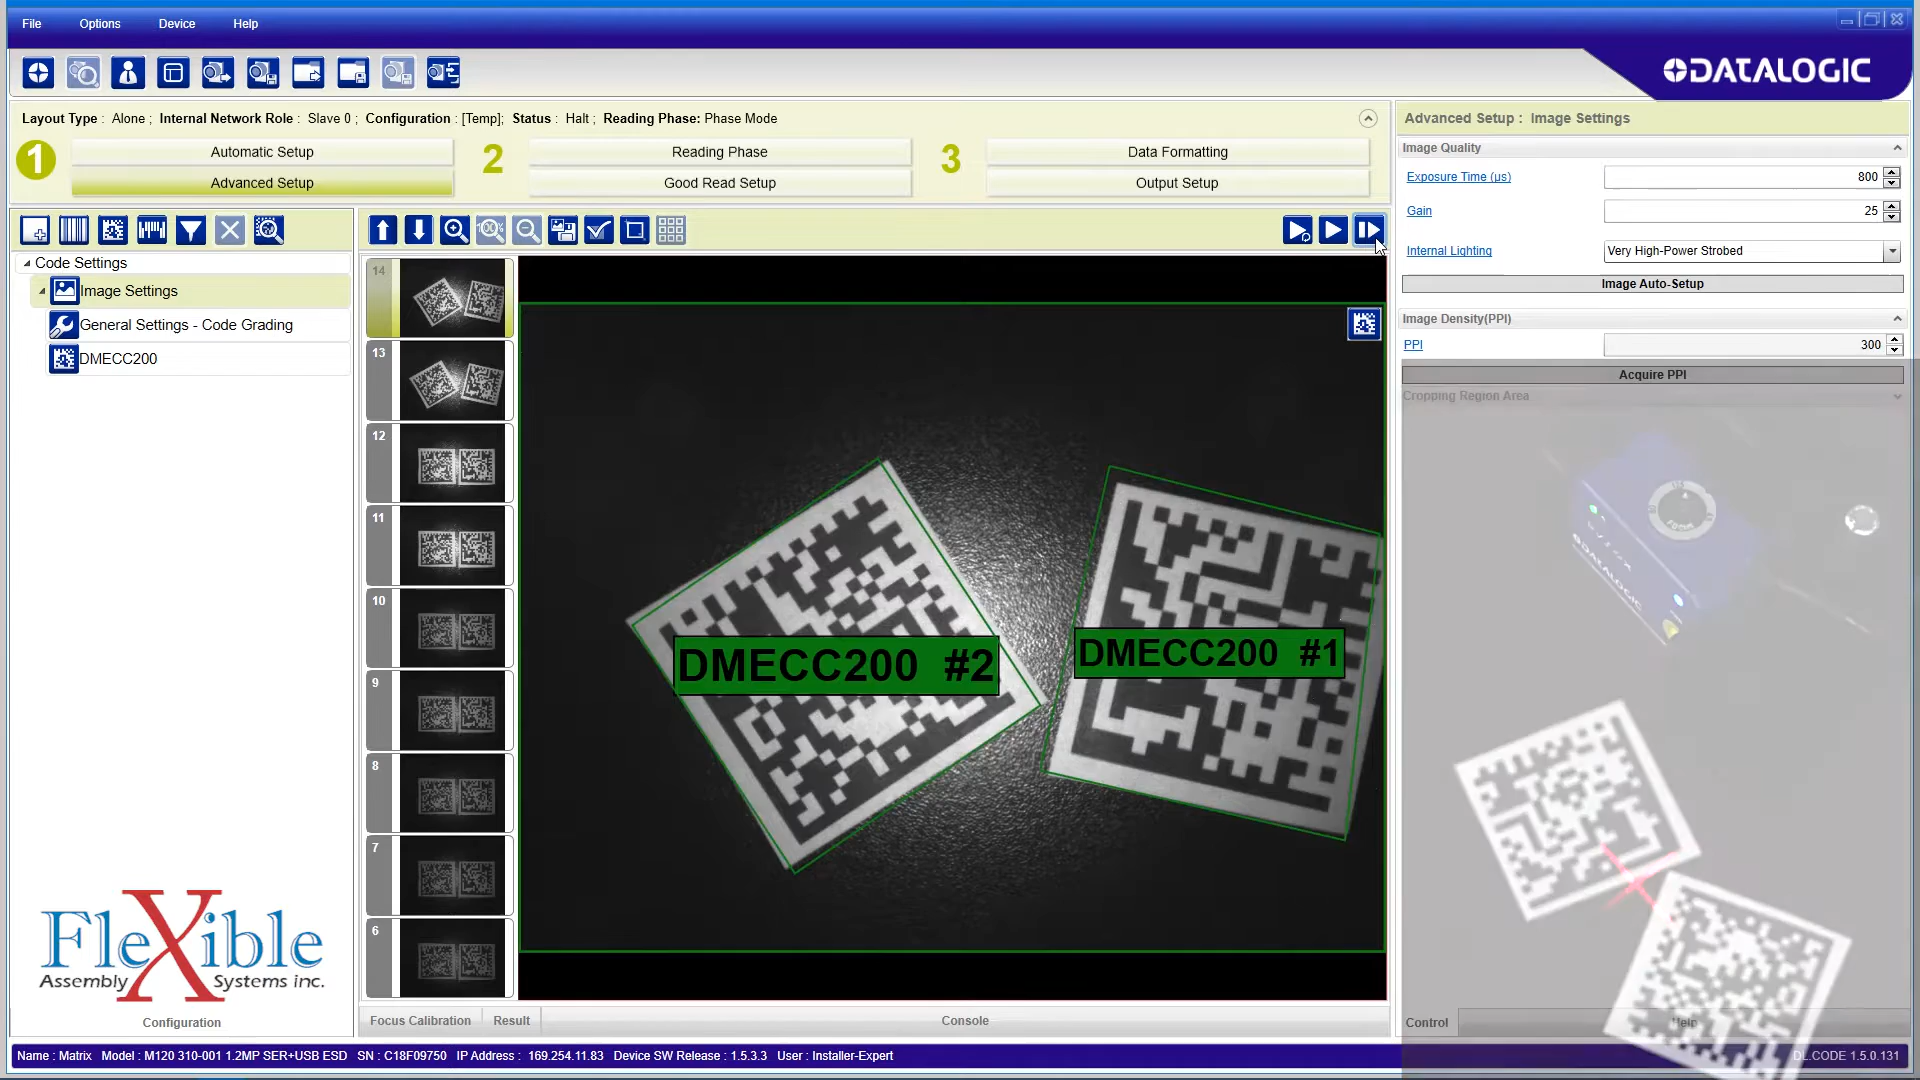 File Options Device Help
DATALOGIC
Layout Type : Alone ; Internal Network Role : Slave 0 ; Configuration : [Temp]; Status : Halt ; Reading Phase: Phase Mode
1 Automatic Setup 2 Reading Phase 3 Data Formatting
Advanced Setup Good Read Setup Output Setup
Advanced Setup : Image Settings
Image Quality
Exposure Time (µs) 800
Gain 25
Internal Lighting Very High-Power Strobed
Image Auto-Setup
Image Density(PPI)
PPI 300
Acquire PPI
Cropping Region Area
100%
Code Settings
Image Settings
General Settings - Code Grading
DMECC200
14
13
12
11
10
9
8
7
6
DMECC200 #2
DMECC200 #1
DATALOGIC
FOCUS
FleXible
Assembly Systems inc.
Configuration
Focus Calibration Result Console
Control Help
Name : Matrix Model : M120 310-001 1.2MP SER+USB ESD SN : C18F09750 IP Address : 169.254.11.83 Device SW Release : 1.5.3.3 User : Installer-Expert
DL.CODE 1.5.0.131